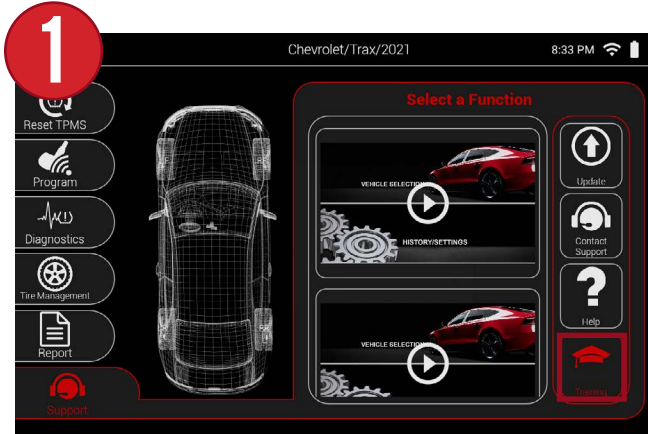 1
Chevrolet/Trax/2021
8:33 PM
Select a Function
Reset TPMS
Program
Diagnostics
Tire Management
Report
Support
VEHICLE SELECTION
HISTORY/SETTINGS
VEHICLE SELECTION
Update
Contact
Support
?
Help
Training